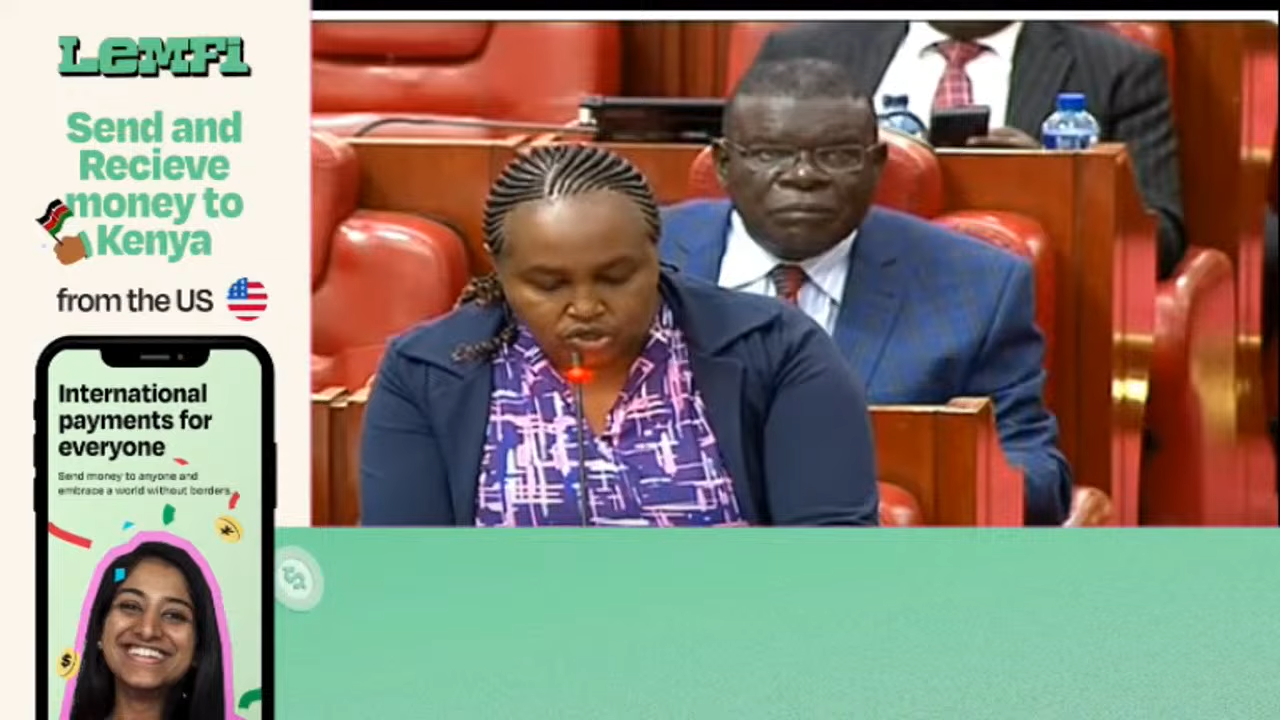 LeMFi
Send and
Recieve
money to
Kenya
from the US
International
payments for
everyone
Send money to anyone and
embrace a world without borders.
$